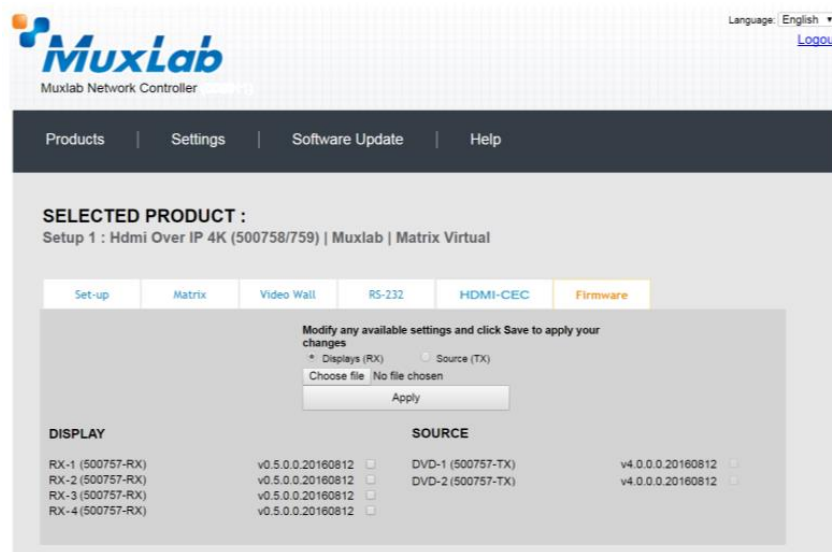 Language: English
Logou
MuxLab
Muxlab Network Controller
Products | Settings | Software Update | Help
SELECTED PRODUCT :
Setup 1 : Hdmi Over IP 4K (500758/759) | Muxlab | Matrix Virtual
Set-up Matrix Video Wall RS-232 HDMI-CEC Firmware
Modify any available settings and click Save to apply your
changes
Displays (RX) Source (TX)
Choose file No file chosen
Apply
DISPLAY SOURCE
RX-1 (500757-RX) v0.5.0.0.20160812 DVD-1 (500757-TX) v4.0.0.0.20160812
RX-2 (500757-RX) v0.5.0.0.20160812 DVD-2 (500757-TX) v4.0.0.0.20160812
RX-3 (500757-RX) v0.5.0.0.20160812
RX-4 (500757-RX) v0.5.0.0.20160812